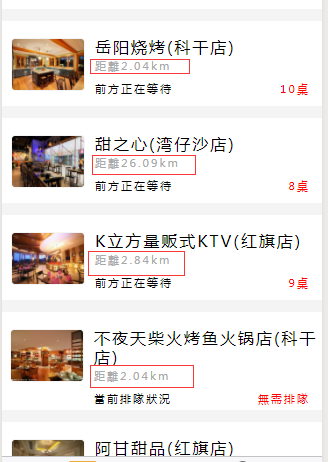 岳阳烧烤(科干店)
距離2.04km
前方正在等待 10桌
甜之心(湾仔沙店)
距離26.09km
前方正在等待 8桌
K立方量贩式KTV(红旗店)
距離2.84km
前方正在等待 9桌
不夜天柴火烤鱼火锅店(科干
店)
距離2.04km
當前排隊狀況 無需排隊
阿甘甜品(红旗店)